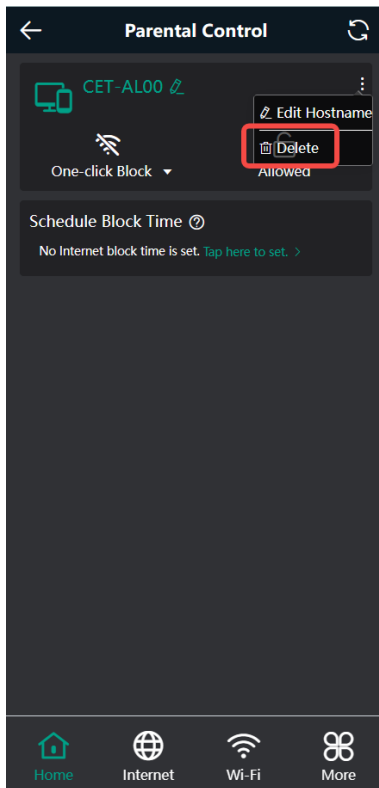 Parental Control
CET-AL00
Edit Hostname
Delete
One-click Block
Allowed
Schedule Block Time
No Internet block time is set. Tap here to set. >
Home Internet Wi-Fi More